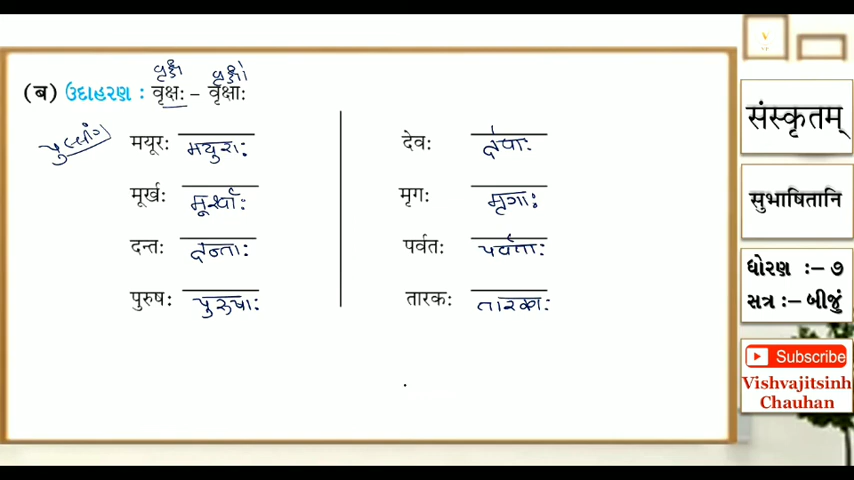 वृक्ष वृक्षो
(ब) ઉદાહરણ : वृक्षः – वृक्षाः
પુલ્લીંગ
मयूरः मयुराः
मूर्खः मूर्खाः
दन्तः दन्ताः
पुरुषः पुरुषाः
देवः देवाः
मृगः मृगाः
पर्वतः पर्वताः
तारकः तारकाः
संस्कृतम्
सुभाषितानि
ધોરણ :- ૭
સત્ર :- બીજું
Subscribe
Vishvajitsinh
Chauhan